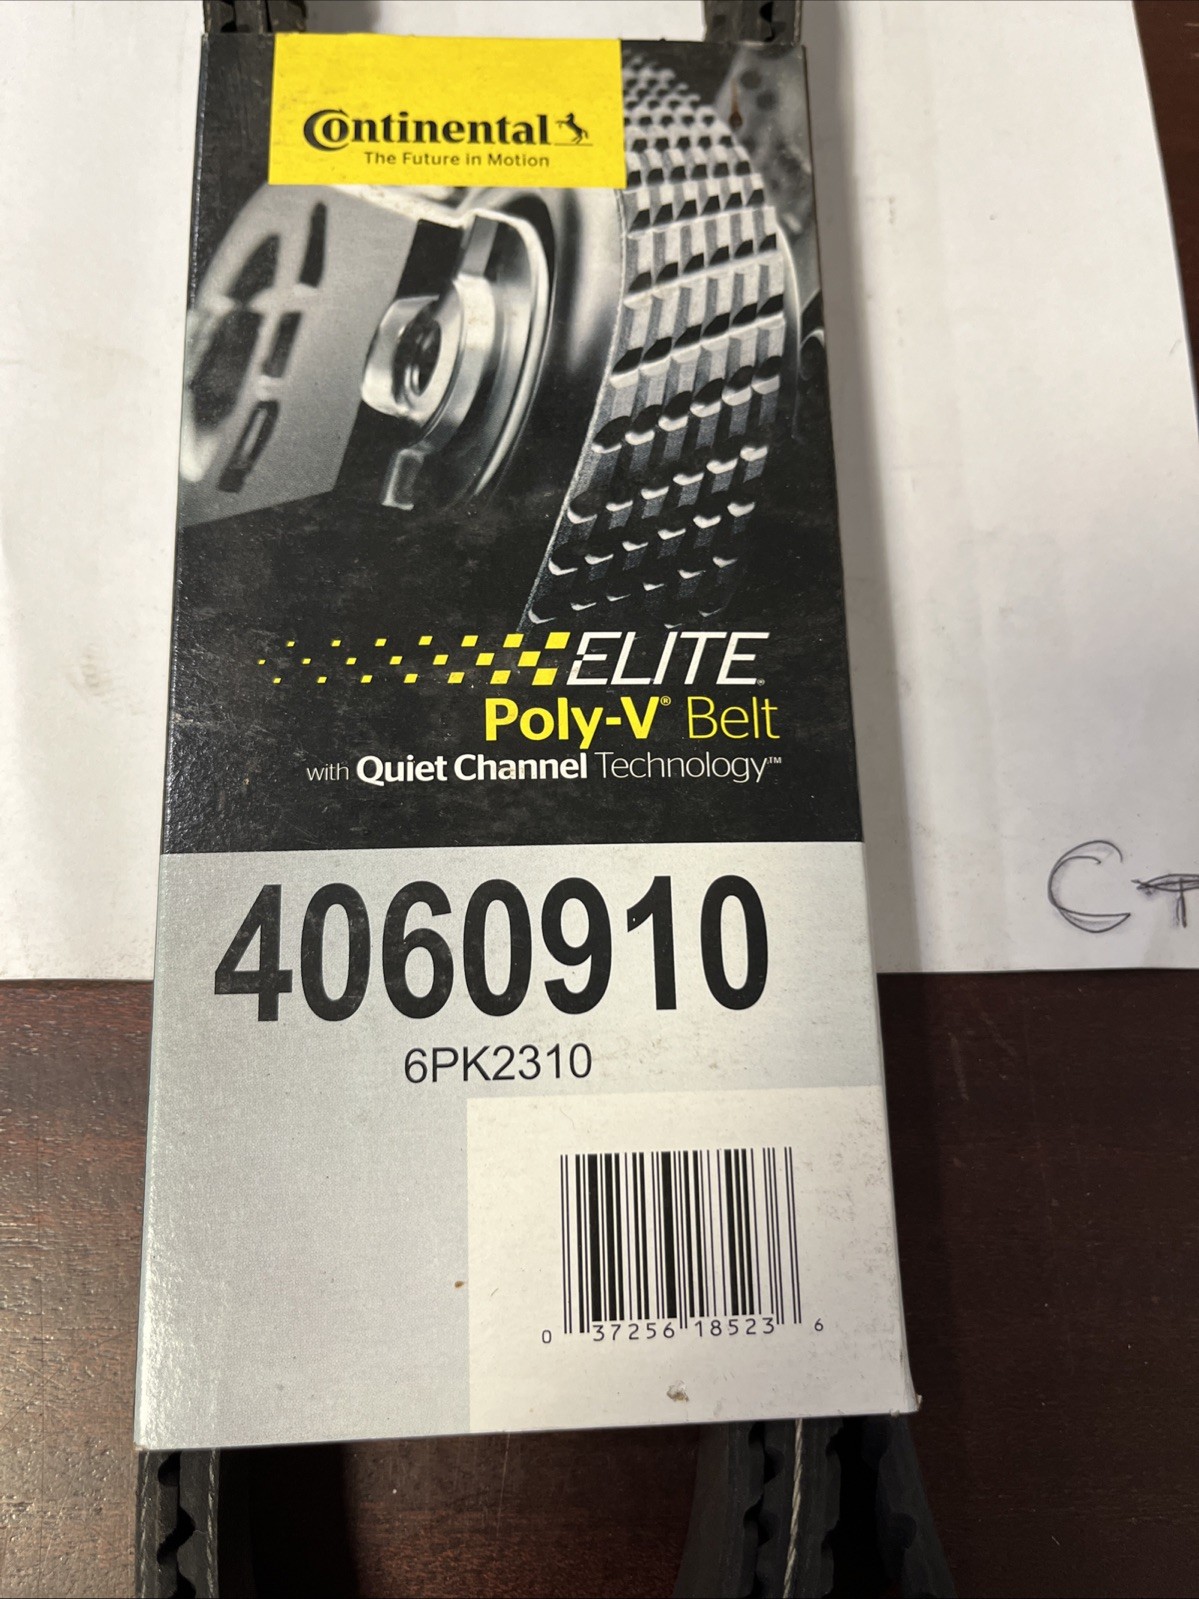 Continental
The Future in Motion
ELITE®
Poly-V® Belt
with Quiet Channel Technology™
4060910
6PK2310
0 37256 18523 6